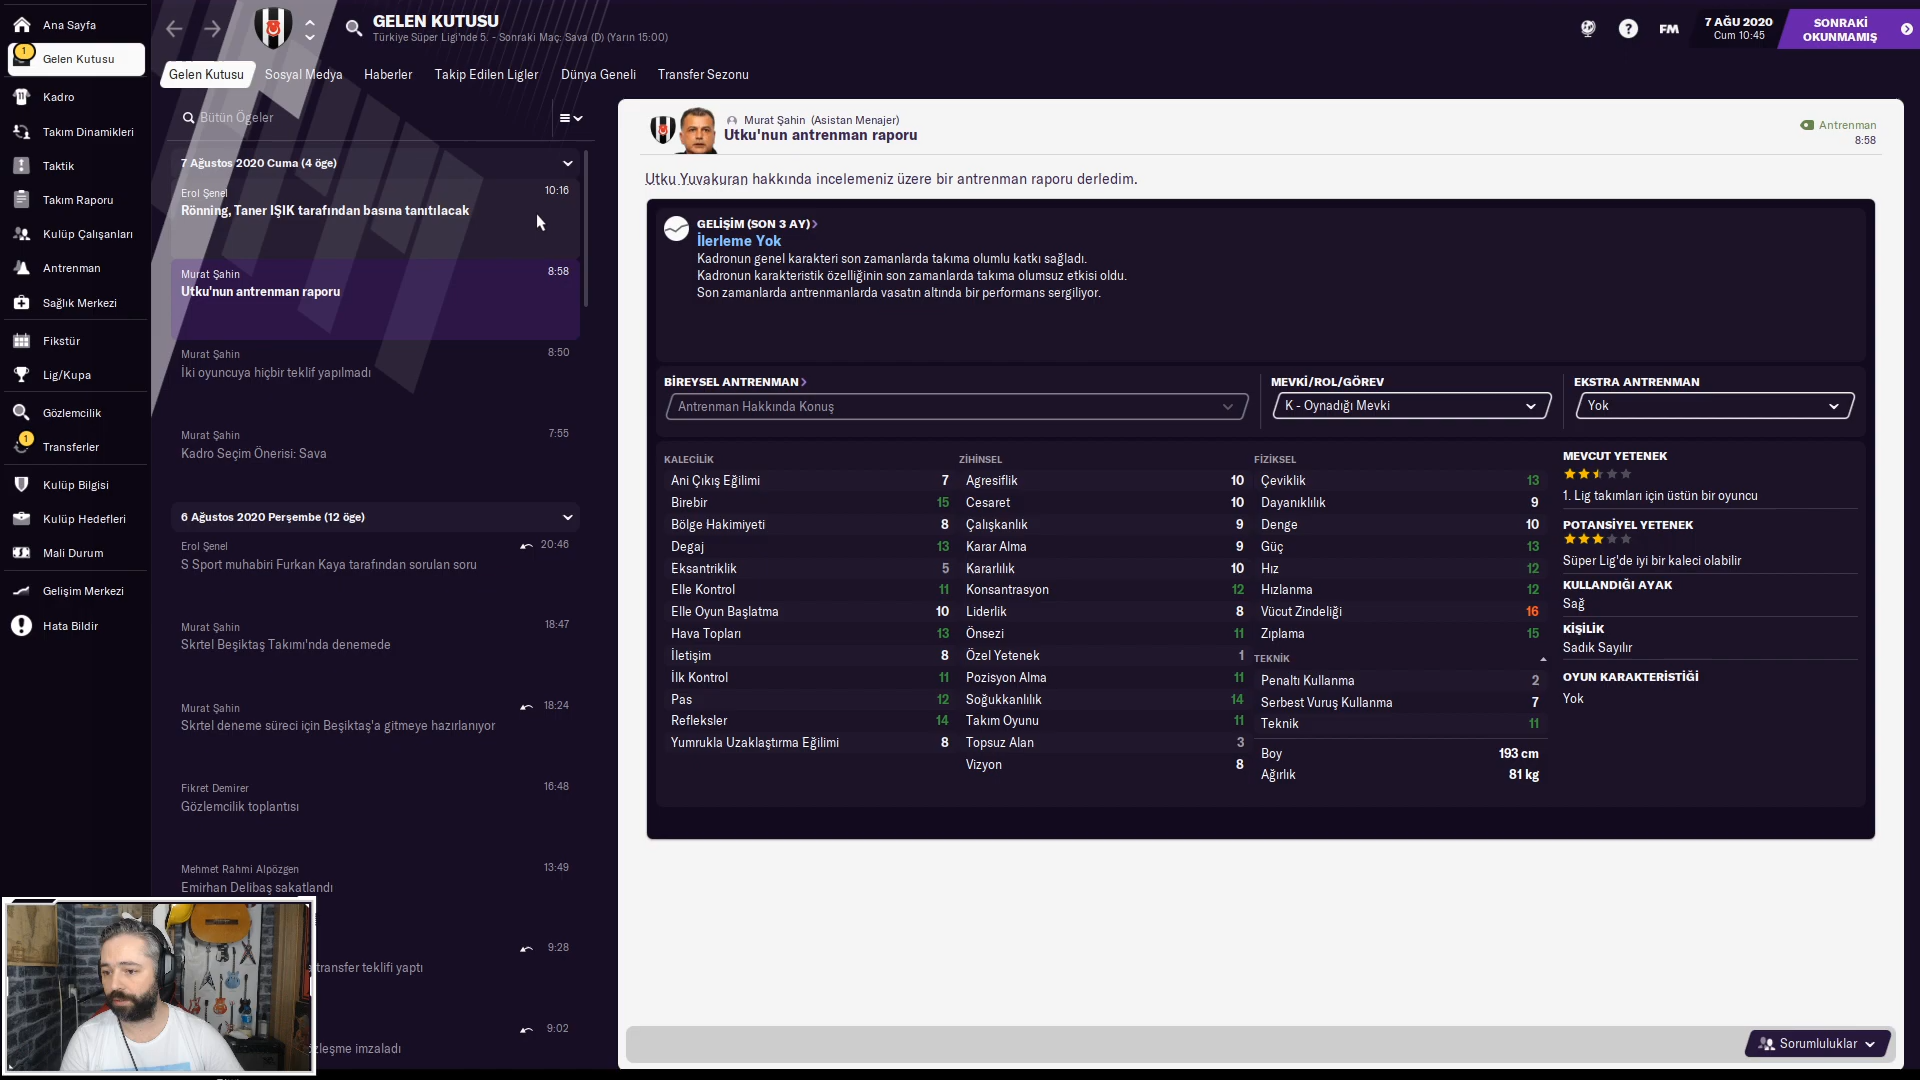 Ana Sayfa
1
Gelen Kutusu
Kadro
Takım Dinamikleri
Taktik
Takım Raporu
Kulüp Çalışanları
Antrenman
Sağlık Merkezi
Fikstür
Lig/Kupa
Gözlemcilik
1
Transferler
Kulüp Bilgisi
Kulüp Hedefleri
Mali Durum
Gelişim Merkezi
Hata Bildir
GELEN KUTUSU
Türkiye Süper Ligi'nde 5. - Sonraki Maç: Sava (D) (Yarın 15:00)
FM
7 AĞU 2020
Cum 10:45
SONRAKİ
OKUNMAMIŞ
Gelen Kutusu Sosyal Medya Haberler Takip Edilen Ligler Dünya Geneli Transfer Sezonu
Bütün Ögeler
7 Ağustos 2020 Cuma (4 öge)
Erol Şenel 10:16
Rönning, Taner IŞIK tarafından basına tanıtılacak
Murat Şahin 8:58
Utku'nun antrenman raporu
Murat Şahin 8:50
İki oyuncuya hiçbir teklif yapılmadı
Murat Şahin 7:55
Kadro Seçim Önerisi: Sava
6 Ağustos 2020 Perşembe (12 öge)
Erol Şenel 20:46
S Sport muhabiri Furkan Kaya tarafından sorulan soru
Murat Şahin 18:47
Skrtel Beşiktaş Takımı'nda denemede
Murat Şahin 18:24
Skrtel deneme süreci için Beşiktaş'a gitmeye hazırlanıyor
Fikret Demirer 16:48
Gözlemcilik toplantısı
Mehmet Rahmi Alpözgen 13:49
Emirhan Delibaş sakatlandı
9:28
transfer teklifi yaptı
9:02
imzaladı
Murat Şahin (Asistan Menajer)
Utku'nun antrenman raporu
Antrenman
8:58
Utku Yuvakuran hakkında incelemeniz üzere bir antrenman raporu derledim.
GELİŞİM (SON 3 AY)
İlerleme Yok
Kadronun genel karakteri son zamanlarda takıma olumlu katkı sağladı.
Kadronun karakteristik özelliğinin son zamanlarda takıma olumsuz etkisi oldu.
Son zamanlarda antrenmanlarda vasatın altında bir performans sergiliyor.
BİREYSEL ANTRENMAN
Antrenman Hakkında Konuş
MEVKİ/ROL/GÖREV
K - Oynadığı Mevki
EKSTRA ANTRENMAN
Yok
KALECİLİK
Ani Çıkış Eğilimi 7
Birebir 15
Bölge Hakimiyeti 8
Degaj 13
Eksantriklik 5
Elle Kontrol 11
Elle Oyun Başlatma 10
Hava Topları 13
İletişim 8
İlk Kontrol 11
Pas 12
Refleksler 14
Yumrukla Uzaklaştırma Eğilimi 8
ZİHİNSEL
Agresiflik 10
Cesaret 10
Çalışkanlık 9
Karar Alma 9
Kararlılık 10
Konsantrasyon 12
Liderlik 8
Önsezi 11
Özel Yetenek 1
Pozisyon Alma 11
Soğukkanlılık 14
Takım Oyunu 11
Topsuz Alan 3
Vizyon 8
FİZİKSEL
Çeviklik 13
Dayanıklılık 9
Denge 10
Güç 13
Hız 12
Hızlanma 12
Vücut Zindeliği 16
Zıplama 15
TEKNİK
Penaltı Kullanma 2
Serbest Vuruş Kullanma 7
Teknik 11
Boy 193 cm
Ağırlık 81 kg
MEVCUT YETENEK
1. Lig takımları için üstün bir oyuncu
POTANSİYEL YETENEK
Süper Lig'de iyi bir kaleci olabilir
KULLANDIĞI AYAK
Sağ
KİŞİLİK
Sadık Sayılır
OYUN KARAKTERİSTİĞİ
Yok
Sorumluluklar